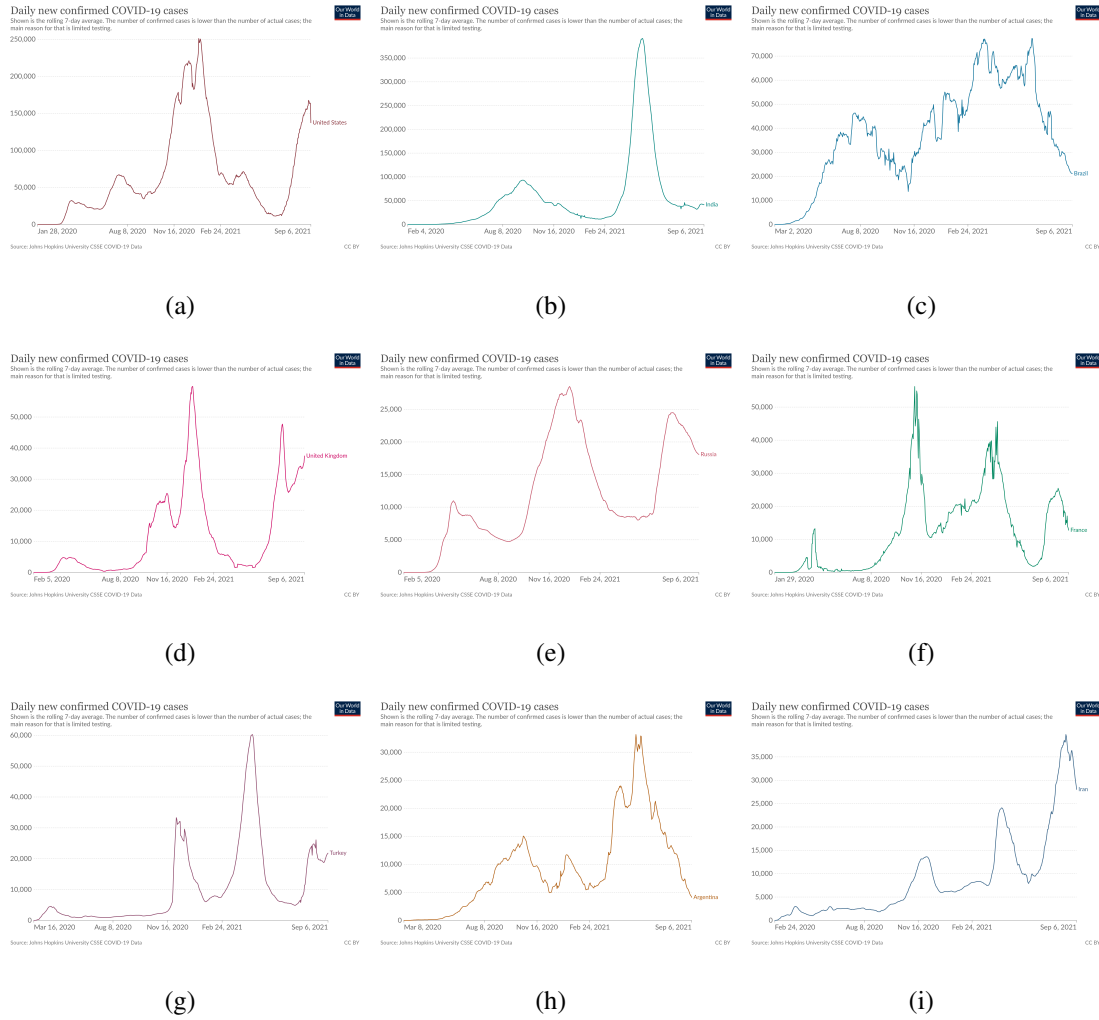 Daily new confirmed COVID-19 cases
Our World
in Data
Shown is the rolling 7-day average. The number of confirmed cases is lower than the number of actual cases; the
main reason for that is limited testing.
250,000
200,000
150,000
100,000
50,000
0
United States
Jan 28, 2020
Aug 8, 2020
Nov 16, 2020
Feb 24, 2021
Sep 6, 2021
Source: Johns Hopkins University CSSE COVID-19 Data
CC BY
(a)
Daily new confirmed COVID-19 cases
Our World
in Data
Shown is the rolling 7-day average. The number of confirmed cases is lower than the number of actual cases; the
main reason for that is limited testing.
350,000
300,000
250,000
200,000
150,000
100,000
50,000
0
India
Feb 4, 2020
Aug 8, 2020
Nov 16, 2020
Feb 24, 2021
Sep 6, 2021
Source: Johns Hopkins University CSSE COVID-19 Data
CC BY
(b)
Daily new confirmed COVID-19 cases
Our World
in Data
Shown is the rolling 7-day average. The number of confirmed cases is lower than the number of actual cases; the
main reason for that is limited testing.
70,000
60,000
50,000
40,000
30,000
20,000
10,000
0
Brazil
Mar 2, 2020
Aug 8, 2020
Nov 16, 2020
Feb 24, 2021
Sep 6, 2021
Source: Johns Hopkins University CSSE COVID-19 Data
CC BY
(c)
Daily new confirmed COVID-19 cases
Our World
in Data
Shown is the rolling 7-day average. The number of confirmed cases is lower than the number of actual cases; the
main reason for that is limited testing.
50,000
40,000
30,000
20,000
10,000
0
United Kingdom
Feb 5, 2020
Aug 8, 2020
Nov 16, 2020
Feb 24, 2021
Sep 6, 2021
Source: Johns Hopkins University CSSE COVID-19 Data
CC BY
(d)
Daily new confirmed COVID-19 cases
Our World
in Data
Shown is the rolling 7-day average. The number of confirmed cases is lower than the number of actual cases; the
main reason for that is limited testing.
25,000
20,000
15,000
10,000
5,000
0
Russia
Feb 5, 2020
Aug 8, 2020
Nov 16, 2020
Feb 24, 2021
Sep 6, 2021
Source: Johns Hopkins University CSSE COVID-19 Data
CC BY
(e)
Daily new confirmed COVID-19 cases
Our World
in Data
Shown is the rolling 7-day average. The number of confirmed cases is lower than the number of actual cases; the
main reason for that is limited testing.
50,000
40,000
30,000
20,000
10,000
0
France
Jan 29, 2020
Aug 8, 2020
Nov 16, 2020
Feb 24, 2021
Sep 6, 2021
Source: Johns Hopkins University CSSE COVID-19 Data
CC BY
(f)
Daily new confirmed COVID-19 cases
Our World
in Data
Shown is the rolling 7-day average. The number of confirmed cases is lower than the number of actual cases; the
main reason for that is limited testing.
60,000
50,000
40,000
30,000
20,000
10,000
0
Turkey
Mar 16, 2020
Nov 16, 2020
Feb 24, 2021
Sep 6, 2021
Source: Johns Hopkins University CSSE COVID-19 Data
CC BY
(g)
Daily new confirmed COVID-19 cases
Our World
in Data
Shown is the rolling 7-day average. The number of confirmed cases is lower than the number of actual cases; the
main reason for that is limited testing.
30,000
25,000
20,000
15,000
10,000
5,000
0
Argentina
Mar 8, 2020
Aug 8, 2020
Nov 16, 2020
Feb 24, 2021
Sep 6, 2021
Source: Johns Hopkins University CSSE COVID-19 Data
CC BY
(h)
Daily new confirmed COVID-19 cases
Our World
in Data
Shown is the rolling 7-day average. The number of confirmed cases is lower than the number of actual cases; the
main reason for that is limited testing.
35,000
30,000
25,000
20,000
15,000
10,000
5,000
0
Iran
Feb 24, 2020
Aug 8, 2020
Nov 16, 2020
Feb 24, 2021
Sep 6, 2021
Source: Johns Hopkins University CSSE COVID-19 Data
CC BY
(i)